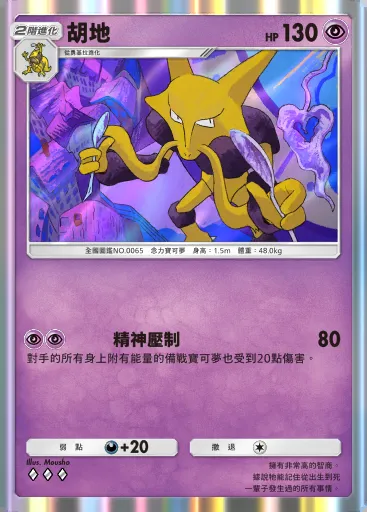 2階進化 胡地 HP 130
從勇基拉進化
全國圖鑑NO.0065 念力寶可夢 身高：1.5m 體重：48.0kg
精神壓制 80
對手的所有身上附有能量的備戰寶可夢也受到20點傷害。
弱點 +20 撤退
Illus. Mousho
擁有非常高的智商。
據說牠能記住從出生到死
一輩子發生過的所有事情。